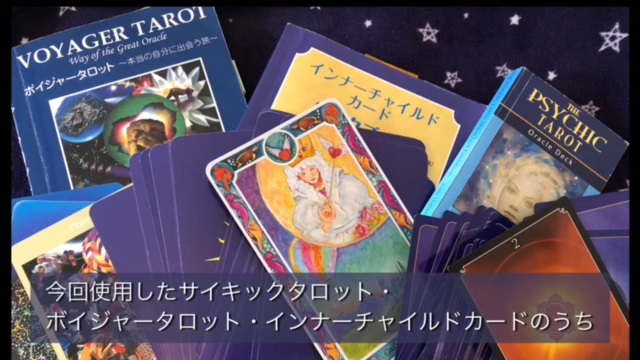 VOYAGER TAROT
Way of the Great Oracle
ボイジャータロット ～本当の自分に出会う旅～
インナーチャイルド
カード
THE
PSYCHIC
TAROT
Oracle Deck
2
今回使用したサイキックタロット・
ボイジャータロット・インナーチャイルドカードのうち